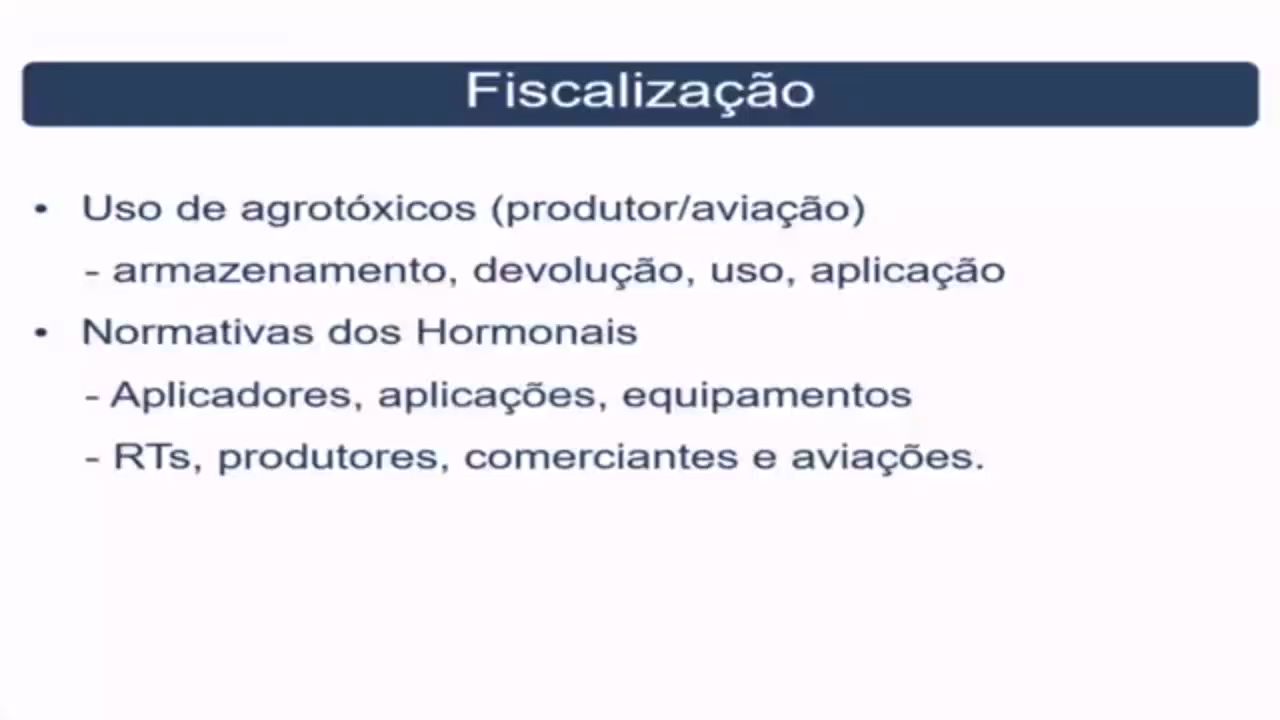 Fiscalização
• Uso de agrotóxicos (produtor/aviação)
- armazenamento, devolução, uso, aplicação
• Normativas dos Hormonais
- Aplicadores, aplicações, equipamentos
- RTs, produtores, comerciantes e aviações.